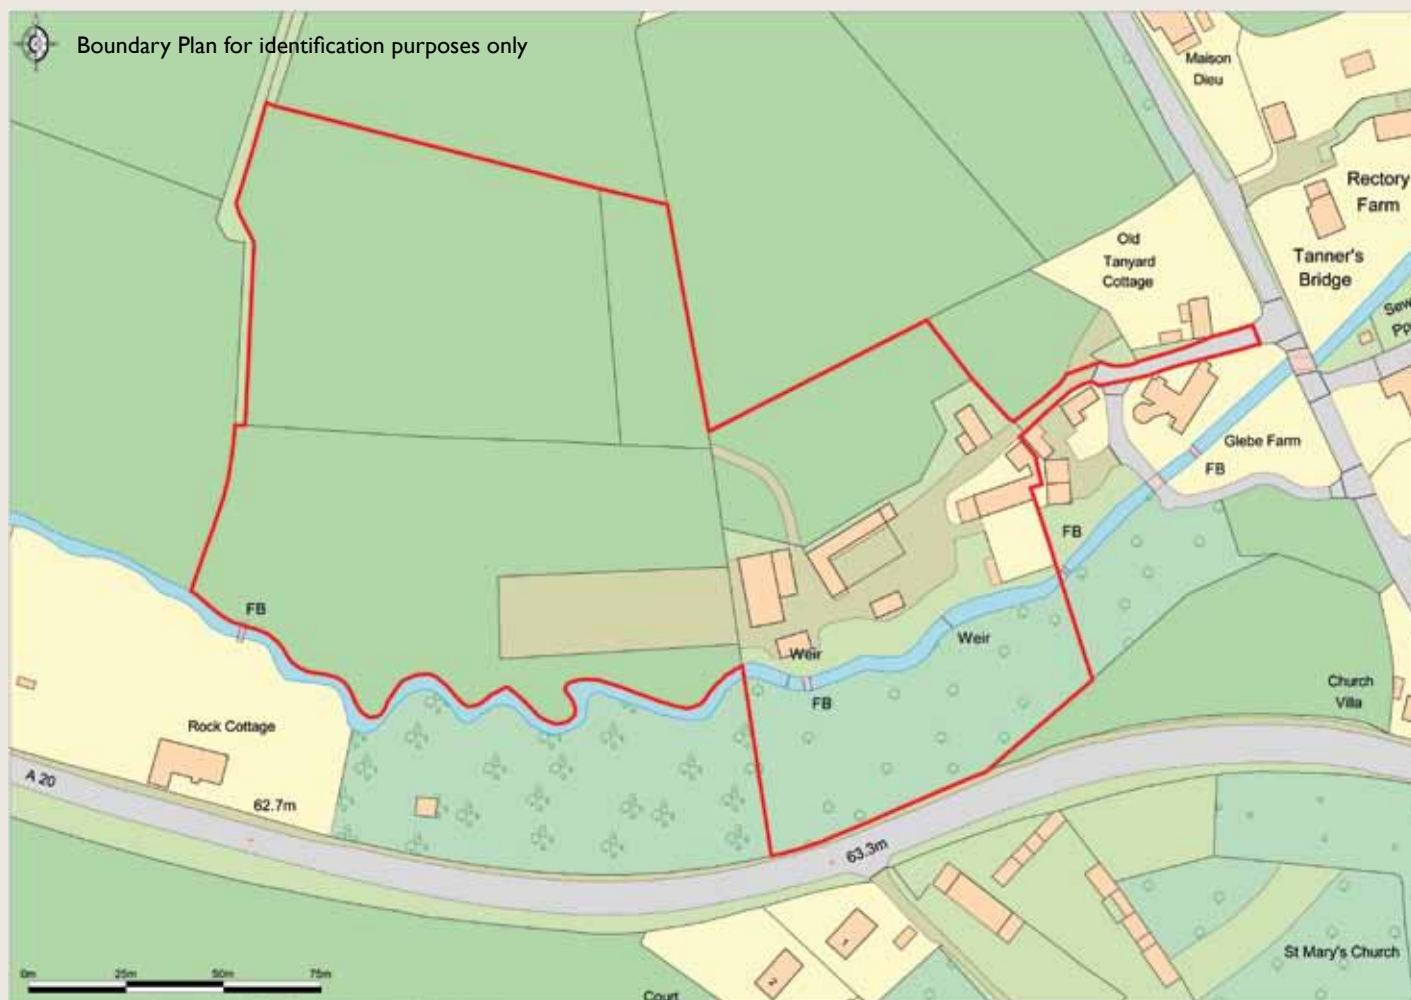 Boundary Plan for identification purposes only
Maison
Dieu
Rectory
Farm
Old
Tanyard
Cottage
Tanner's
Bridge
Glebe Farm
FB
FB
FB
Weir
Weir
FB
Church
Villa
Rock Cottage
A 20
62.7m
63.3m
1
2
St Mary's Church
Court
0m 25m 50m 75m